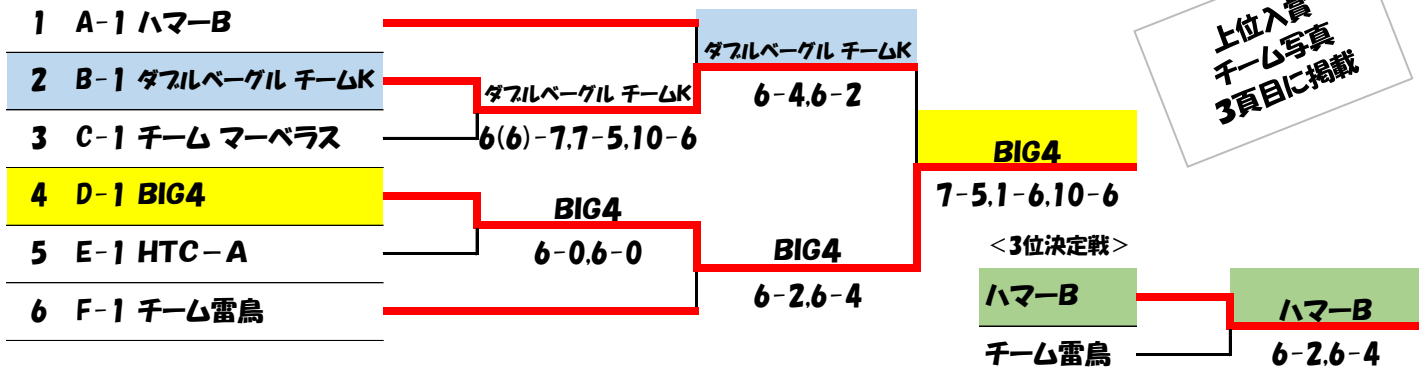 1 A-1 ハマーB
2 B-1 ダブルベーグル チームK
3 C-1 チーム マーベラス
4 D-1 BIG4
5 E-1 HTC-A
6 F-1 チーム雷鳥
ダブルベーグル チームK
6(6)-7,7-5,10-6
BIG4
6-0,6-0
ダブルベーグル チームK
6-4,6-2
BIG4
6-2,6-4
BIG4
7-5,1-6,10-6
<3位決定戦>
ハマーB
チーム雷鳥
ハマーB
6-2,6-4
上位入賞
チーム写真
3頁目に掲載